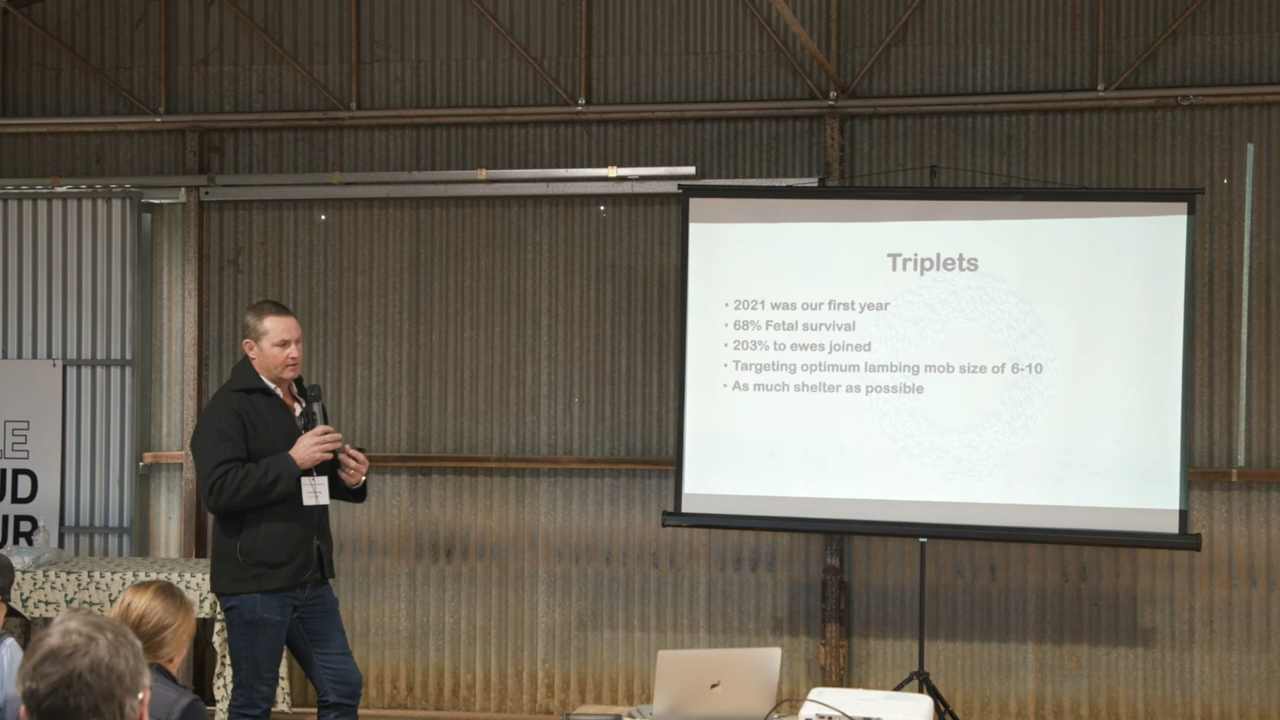 Triplets
• 2021 was our first year
• 68% Fetal survival
• 203% to ewes joined
• Targeting optimum lambing mob size of 6-10
• As much shelter as possible
LE
UD
UR